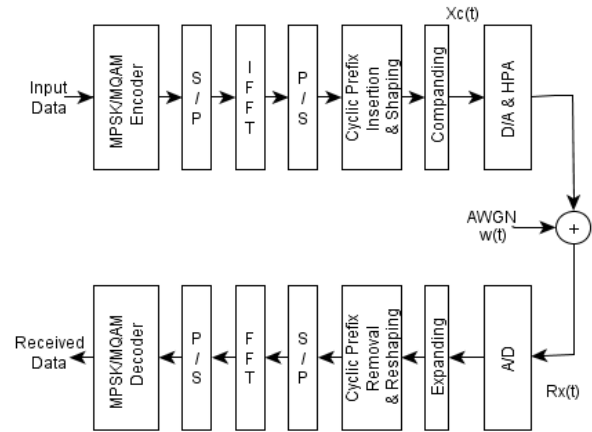 Xc(t)
Input
Data
MPSK/MQAM
Encoder
S
/
P
I
F
F
T
P
/
S
Cyclic Prefix
Insertion
& Shaping
Companding
D/A & HPA
AWGN
w(t)
+
Received
Data
MPSK/MQAM
Decoder
P
/
S
F
F
T
S
/
P
Cyclic Prefix
Removal
& Reshaping
Expanding
A/D
Rx(t)